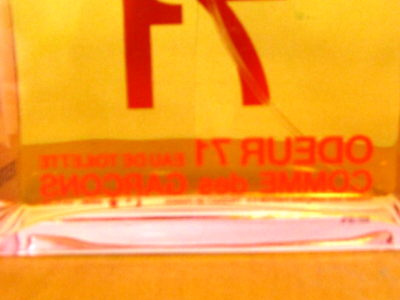 71
ODEUR 71 EAU DE TOILETTE
COMME des GARCONS